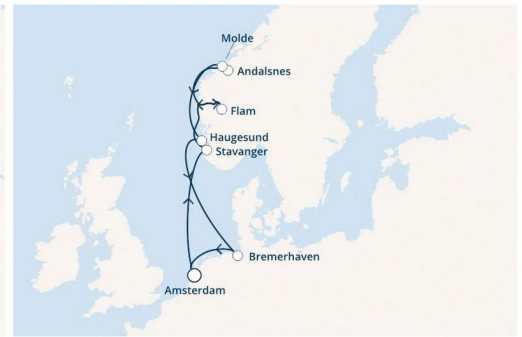 Molde
Andalsnes
Flam
Haugesund
Stavanger
Bremerhaven
Amsterdam